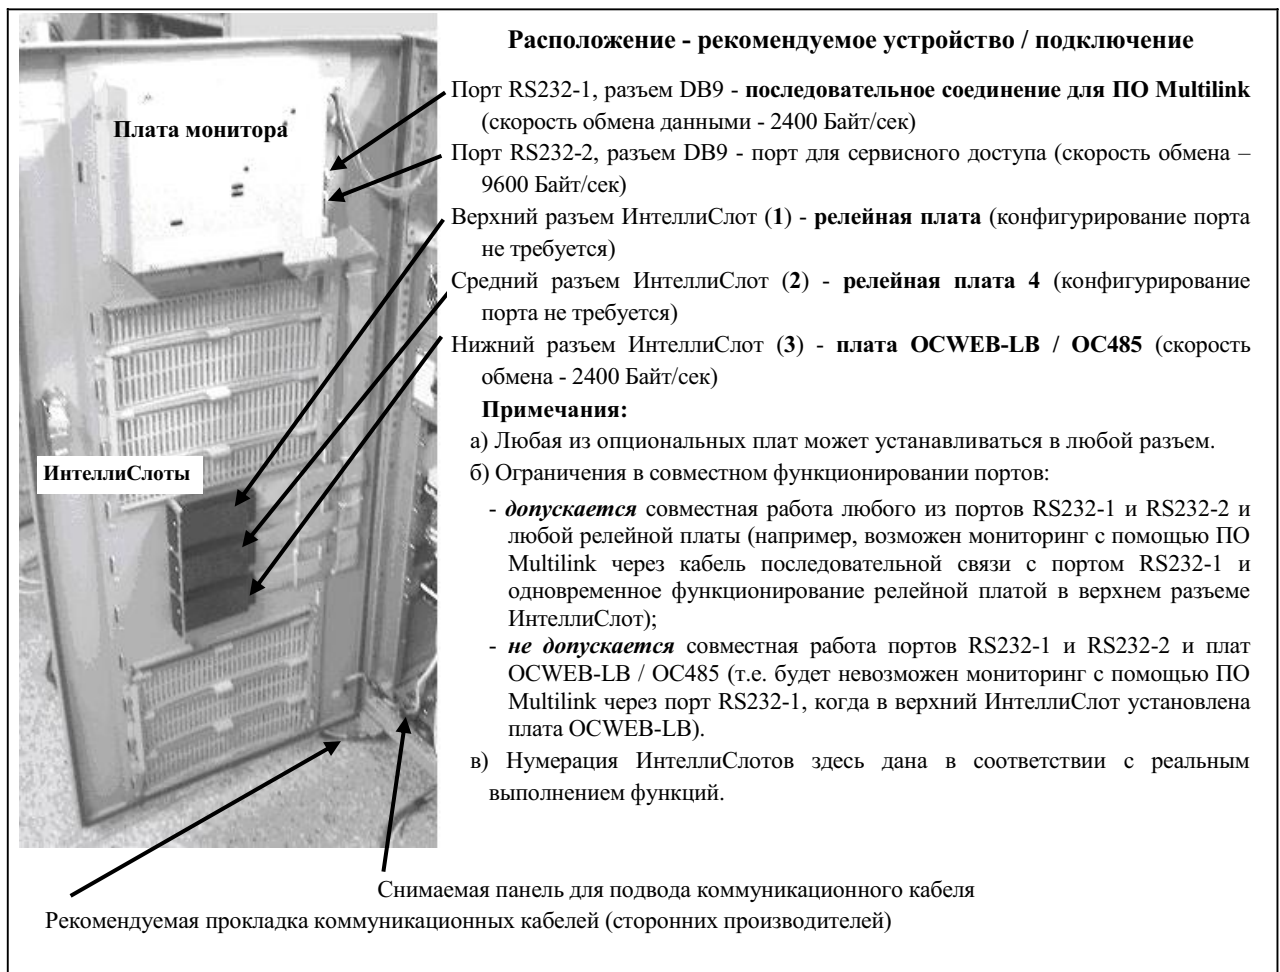 Расположение - рекомендуемое устройство / подключение
Порт RS232-1, разъем DB9 - последовательное соединение для ПО Multilink
(скорость обмена данными - 2400 Байт/сек)
Плата монитора
Порт RS232-2, разъем DB9 - порт для сервисного доступа (скорость обмена –
9600 Байт/сек)
Верхний разъем ИнтеллиСлот (1) - релейная плата (конфигурирование порта
не требуется)
Средний разъем ИнтеллиСлот (2) - релейная плата 4 (конфигурирование
порта не требуется)
Нижний разъем ИнтеллиСлот (3) - плата OCWEB-LB / OC485 (скорость
обмена - 2400 Байт/сек)
Примечания:
а) Любая из опциональных плат может устанавливаться в любой разъем.
ИнтеллиСлоты
б) Ограничения в совместном функционировании портов:
- допускается совместная работа любого из портов RS232-1 и RS232-2 и
любой релейной платы (например, возможен мониторинг с помощью ПО
Multilink через кабель последовательной связи с портом RS232-1 и
одновременное функционирование релейной платой в верхнем разъеме
ИнтеллиСлот);
- не допускается совместная работа портов RS232-1 и RS232-2 и плат
OCWEB-LB / OC485 (т.е. будет невозможен мониторинг с помощью ПО
Multilink через порт RS232-1, когда в верхний ИнтеллиСлот установлена
плата OCWEB-LB).
в) Нумерация ИнтеллиСлотов здесь дана в соответствии с реальным
выполнением функций.
Снимаемая панель для подвода коммуникационного кабеля
Рекомендуемая прокладка коммуникационных кабелей (сторонних производителей)